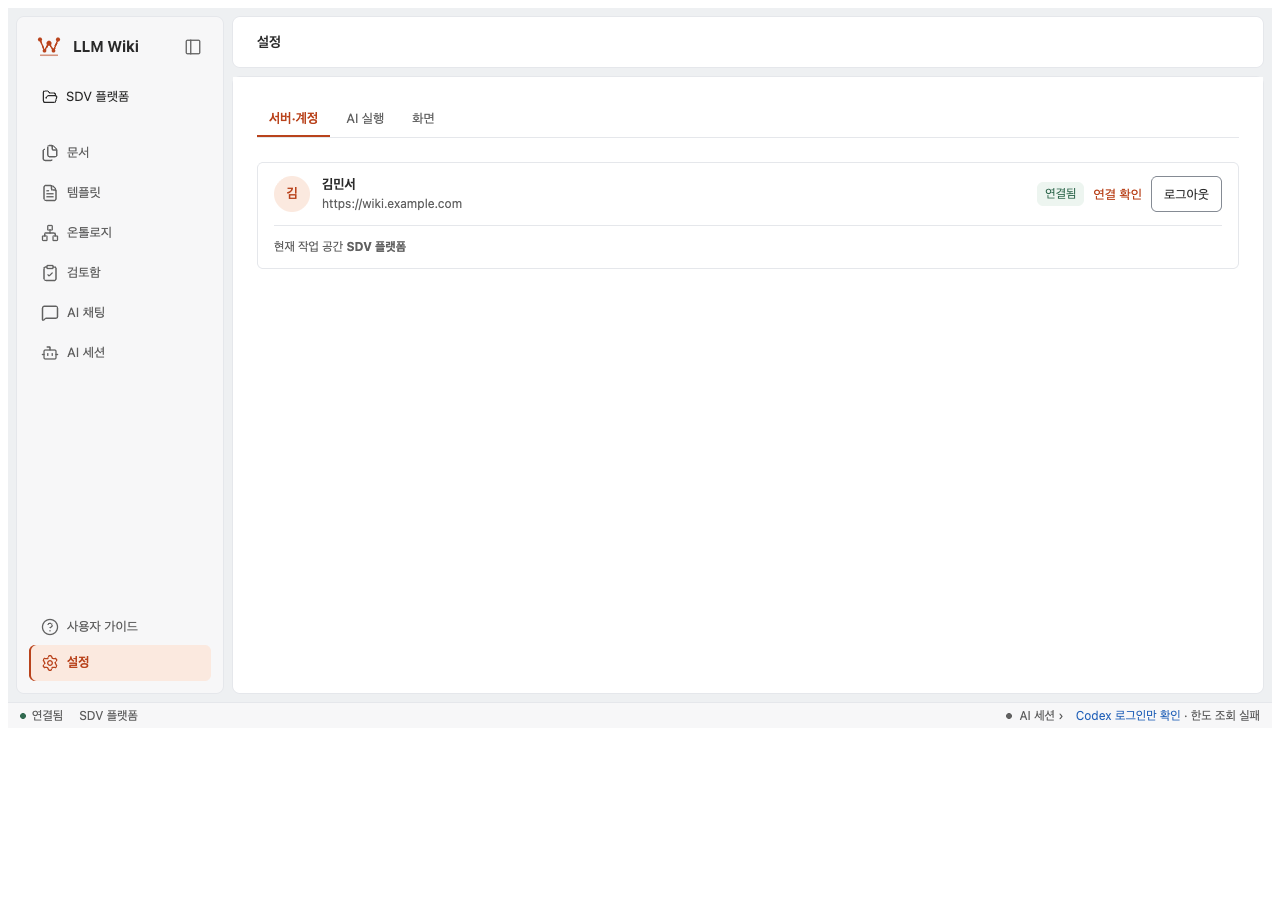 LLM Wiki
SDV 플랫폼
문서
템플릿
온톨로지
검토함
AI 채팅
AI 세션
사용자 가이드
설정
설정
서버·계정
AI 실행
화면
김
김민서
https://wiki.example.com
연결됨
연결 확인
로그아웃
현재 작업 공간 SDV 플랫폼
연결됨
SDV 플랫폼
AI 세션 ›
Codex 로그인만 확인 · 한도 조회 실패